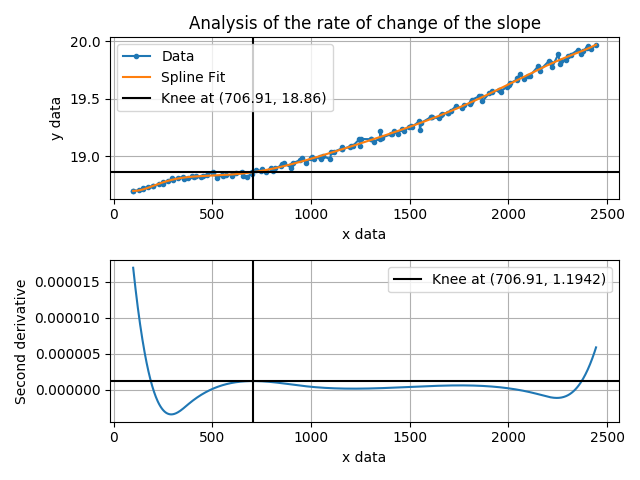 Analysis of the rate of change of the slope
20.0
19.5
19.0
y data
Data
Spline Fit
Knee at (706.91, 18.86)
0 500 1000 1500 2000 2500
x data
0.000015
0.000010
0.000005
0.000000
Second derivative
Knee at (706.91, 1.1942)
0 500 1000 1500 2000 2500
x data